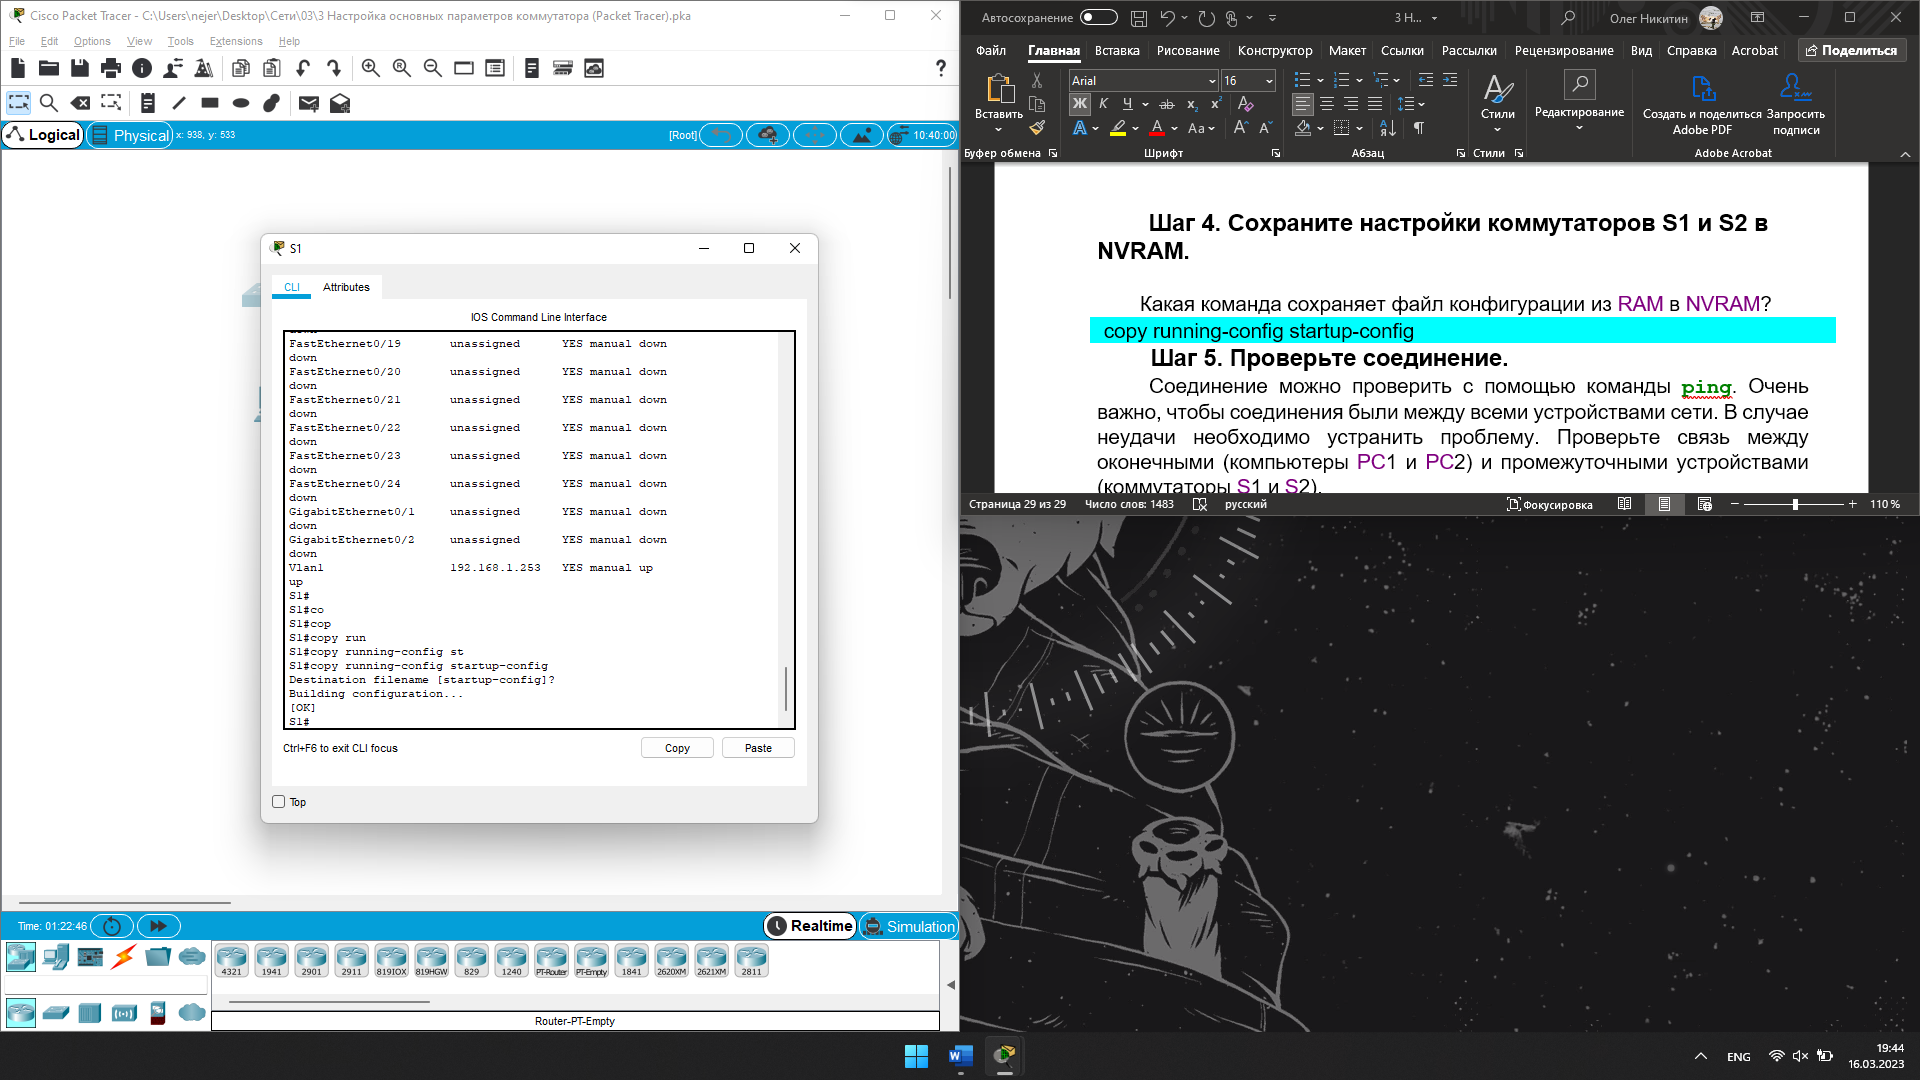 Cisco Packet Tracer - C:\Users\nejer\Desktop\Сети\03\3 Настройка основных параметров коммутатора (Packet Tracer).pka
File Edit Options View Tools Extensions Help
Logical Physical x: 938, y: 533 [Root] 10:40:00
S1
CLI Attributes
IOS Command Line Interface
FastEthernet0/19 unassigned YES manual down
down
FastEthernet0/20 unassigned YES manual down
down
FastEthernet0/21 unassigned YES manual down
down
FastEthernet0/22 unassigned YES manual down
down
FastEthernet0/23 unassigned YES manual down
down
FastEthernet0/24 unassigned YES manual down
down
GigabitEthernet0/1 unassigned YES manual down
down
GigabitEthernet0/2 unassigned YES manual down
down
Vlan1 192.168.1.253 YES manual up
up
S1#
S1#co
S1#cop
S1#copy run
S1#copy running-config st
S1#copy running-config startup-config
Destination filename [startup-config]?
Building configuration...
[OK]
S1#
Ctrl+F6 to exit CLI focus Copy Paste
Top
Time: 01:22:46 Realtime Simulation
4321 1941 2901 2911 819IOX 819HGW 829 1240 PT-Router PT-Empty 1841 2620XM 2621XM 2811
Router-PT-Empty
Автосохранение 3 Н... Олег Никитин
Файл Главная Вставка Рисование Конструктор Макет Ссылки Рассылки Рецензирование Вид Справка Acrobat Поделиться
Arial 16
Вставить
Стили
Редактирование
Создать и поделиться Adobe PDF
Запросить подписи
Буфер обмена Шрифт Абзац Стили Adobe Acrobat
Шаг 4. Сохраните настройки коммутаторов S1 и S2 в
NVRAM.
Какая команда сохраняет файл конфигурации из RAM в NVRAM?
copy running-config startup-config
Шаг 5. Проверьте соединение.
Соединение можно проверить с помощью команды ping. Очень
важно, чтобы соединения были между всеми устройствами сети. В случае
неудачи необходимо устранить проблему. Проверьте связь между
оконечными (компьютеры PC1 и PC2) и промежуточными устройствами
(коммутаторы S1 и S2).
Страница 29 из 29 Число слов: 1483 русский Фокусировка 110 %
ENG 19:44
16.03.2023